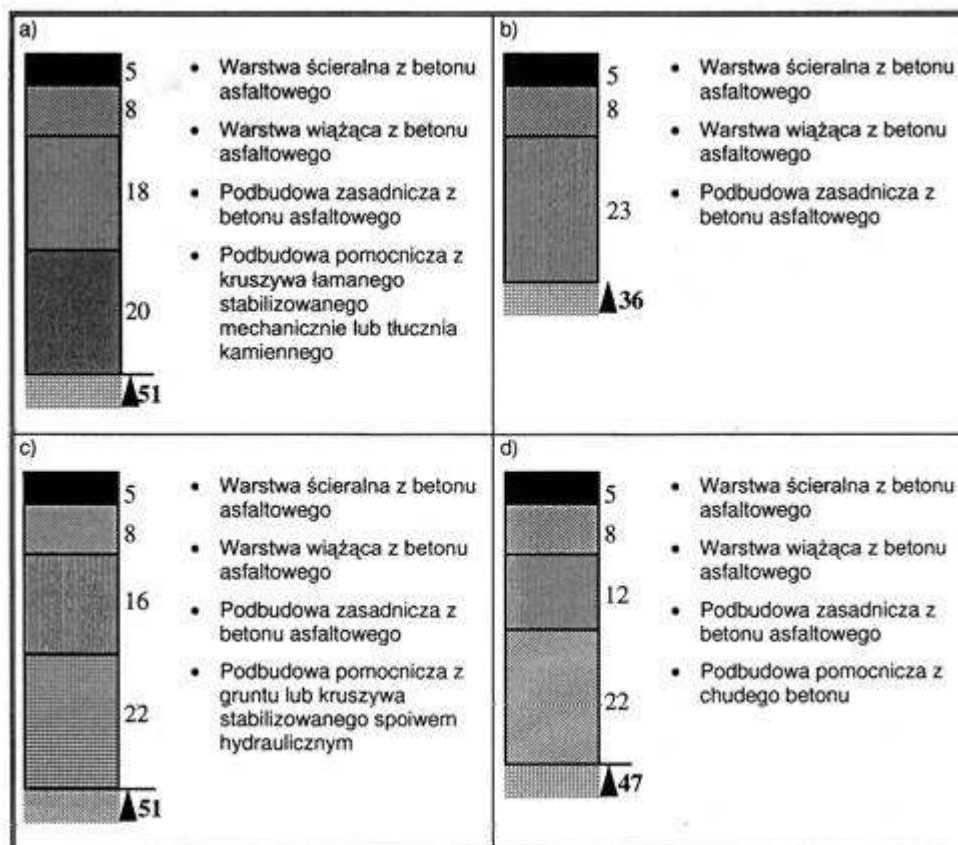 a)
5
8
18
20
51
• Warstwa ścieralna z betonu
asfaltowego
• Warstwa wiążąca z betonu
asfaltowego
• Podbudowa zasadnicza z
betonu asfaltowego
• Podbudowa pomocnicza z
kruszywa łamanego
stabilizowanego
mechanicznie lub tłucznia
kamiennego
b)
5
8
23
36
• Warstwa ścieralna z betonu
asfaltowego
• Warstwa wiążąca z betonu
asfaltowego
• Podbudowa zasadnicza z
betonu asfaltowego
c)
5
8
16
22
51
• Warstwa ścieralna z betonu
asfaltowego
• Warstwa wiążąca z betonu
asfaltowego
• Podbudowa zasadnicza z
betonu asfaltowego
• Podbudowa pomocnicza z
gruntu lub kruszywa
stabilizowanego spoiwem
hydraulicznym
d)
5
8
12
22
47
• Warstwa ścieralna z betonu
asfaltowego
• Warstwa wiążąca z betonu
asfaltowego
• Podbudowa zasadnicza z
betonu asfaltowego
• Podbudowa pomocnicza z
chudego betonu